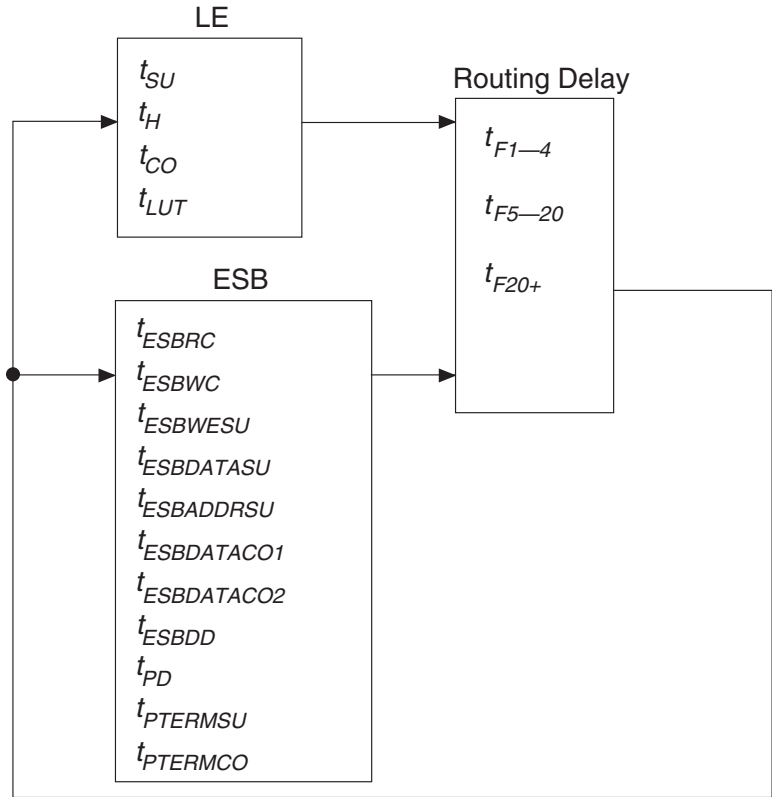 LE
tSU
tH
tCO
tLUT
Routing Delay
tF1—4
tF5—20
tF20+
ESB
tESBRC
tESBWC
tESBWESU
tESBDATASU
tESBADDRSU
tESBDATACO1
tESBDATACO2
tESBDD
tPD
tPTERMSU
tPTERMCO